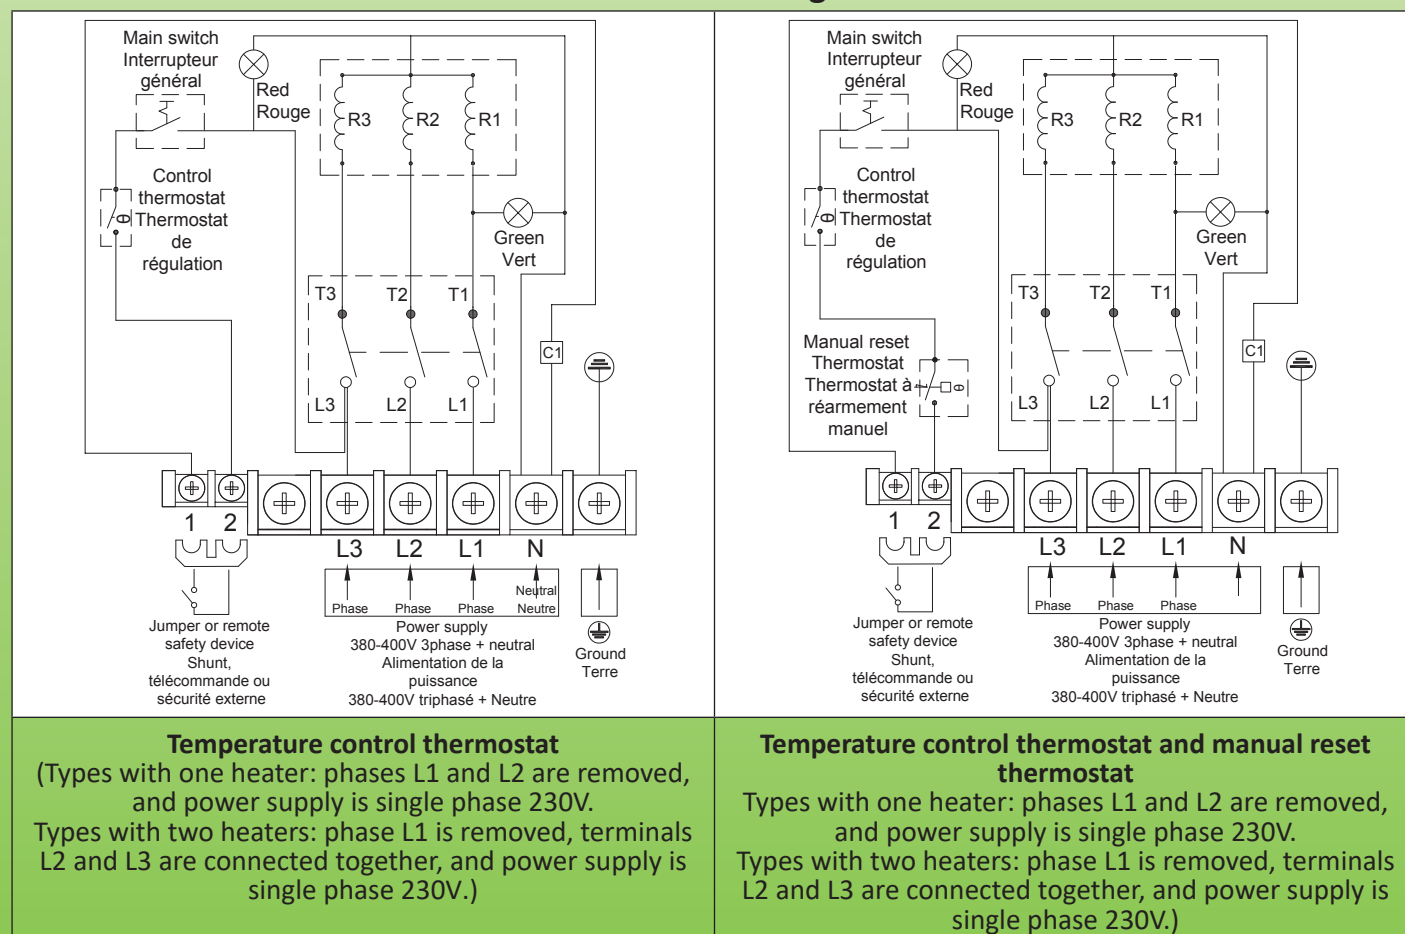 Main switch
Interrupteur
général
Red
Rouge
R3
R2
R1
Control
thermostat
Thermostat
de
régulation
θ
Green
Vert
T3
T2
T1
C1
L3
L2
L1
1
2
L3
L2
L1
N
Phase
Phase
Phase
Neutral
Neutre
Jumper or remote
safety device
Shunt,
télécommande ou
sécurité externe
Power supply
380-400V 3phase + neutral
Alimentation de la
puissance
380-400V triphasé + Neutre
Ground
Terre
Main switch
Interrupteur
général
Red
Rouge
R3
R2
R1
Control
thermostat
Thermostat
de
régulation
θ
Green
Vert
T3
T2
T1
Manual reset
Thermostat
Thermostat à
réarmement
manuel
θ
C1
L3
L2
L1
1
2
L3
L2
L1
N
Phase
Phase
Phase
Jumper or remote
safety device
Shunt,
télécommande ou
sécurité externe
Power supply
380-400V 3phase + neutral
Alimentation de la
puissance
380-400V triphasé + Neutre
Ground
Terre
Temperature control thermostat
(Types with one heater: phases L1 and L2 are removed,
and power supply is single phase 230V.
Types with two heaters: phase L1 is removed, terminals
L2 and L3 are connected together, and power supply is
single phase 230V.)
Temperature control thermostat and manual reset
thermostat
Types with one heater: phases L1 and L2 are removed,
and power supply is single phase 230V.
Types with two heaters: phase L1 is removed, terminals
L2 and L3 are connected together, and power supply is
single phase 230V.)